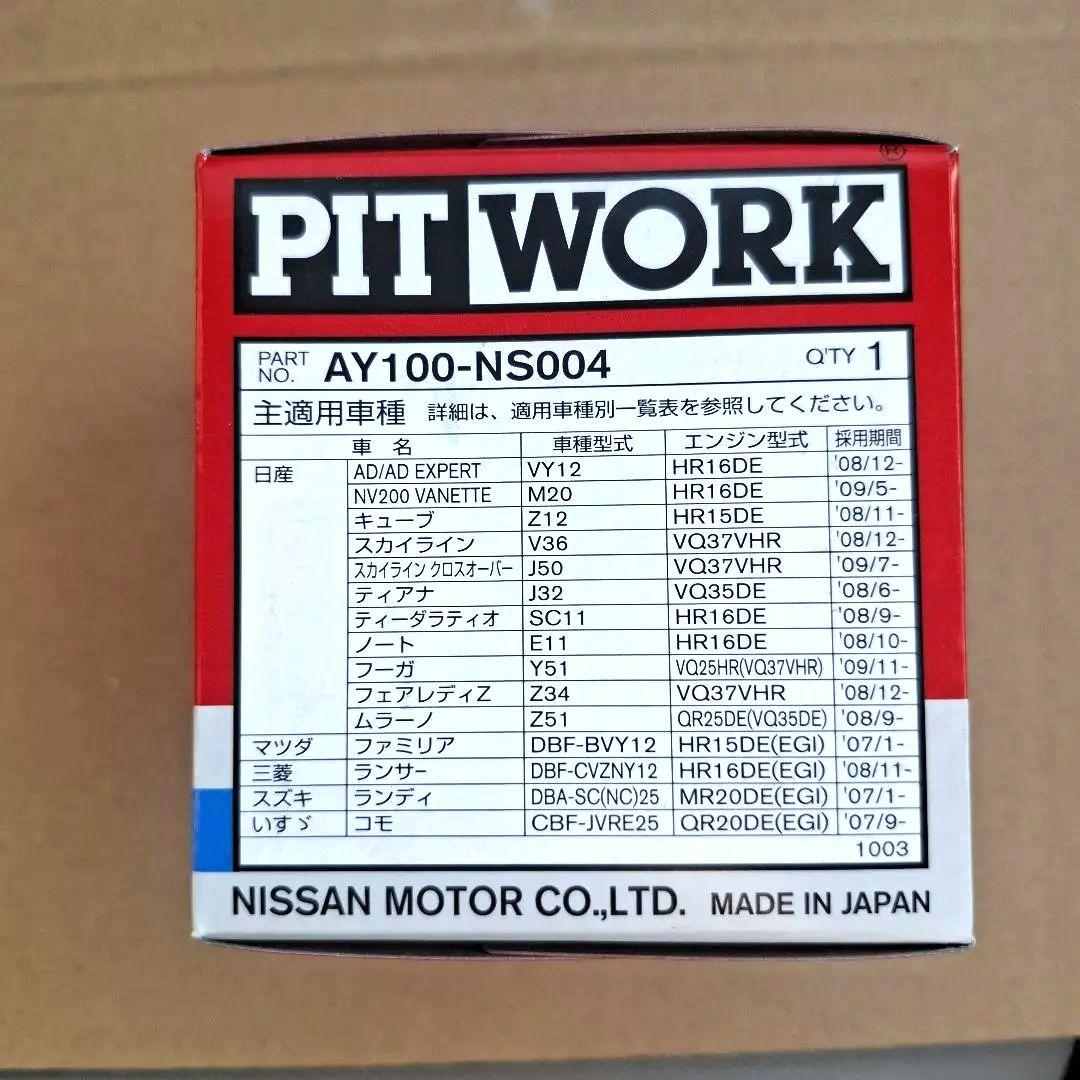 PIT WORK ®
PART NO. AY100-NS004 Q'TY 1
主適用車種 詳細は、適用車種別一覧表を参照してください。
車 名 車種型式 エンジン型式 採用期間
日産 AD/AD EXPERT VY12 HR16DE '08/12-
NV200 VANETTE M20 HR16DE '09/5-
キューブ Z12 HR15DE '08/11-
スカイライン V36 VQ37VHR '08/12-
スカイライン クロスオーバー J50 VQ37VHR '09/7-
ティアナ J32 VQ35DE '08/6-
ティーダラティオ SC11 HR16DE '08/9-
ノート E11 HR16DE '08/10-
フーガ Y51 VQ25HR(VQ37VHR) '09/11-
フェアレディZ Z34 VQ37VHR '08/12-
ムラーノ Z51 QR25DE(VQ35DE) '08/9-
マツダ ファミリア DBF-BVY12 HR15DE(EGI) '07/1-
三菱 ランサー DBF-CVZNY12 HR16DE(EGI) '08/11-
スズキ ランディ DBA-SC(NC)25 MR20DE(EGI) '07/1-
いすゞ コモ CBF-JVRE25 QR20DE(EGI) '07/9-
1003
NISSAN MOTOR CO.,LTD. MADE IN JAPAN